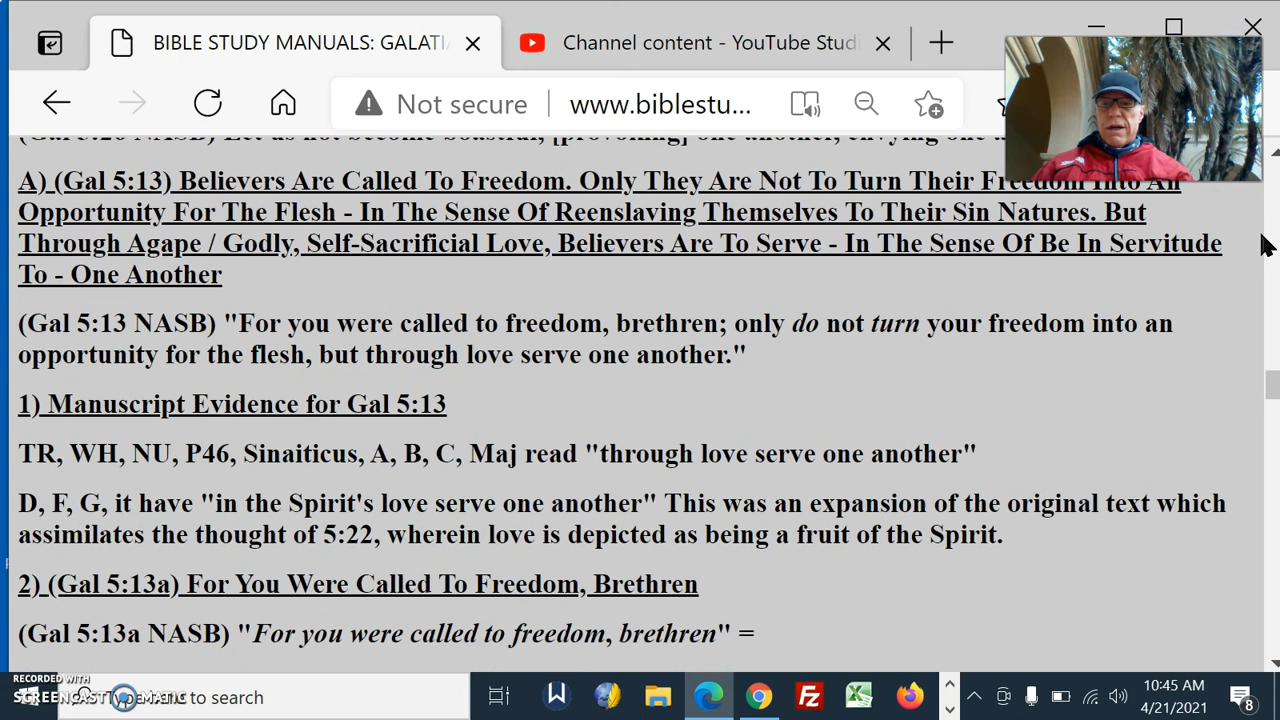 BIBLE STUDY MANUALS: GALATI
Channel content - YouTube Studi
Not secure
www.biblestu...
A) (Gal 5:13) Believers Are Called To Freedom. Only They Are Not To Turn Their Freedom Into An
Opportunity For The Flesh - In The Sense Of Reenslaving Themselves To Their Sin Natures. But
Through Agape / Godly, Self-Sacrificial Love, Believers Are To Serve - In The Sense Of Be In Servitude
To - One Another
(Gal 5:13 NASB) "For you were called to freedom, brethren; only do not turn your freedom into an
opportunity for the flesh, but through love serve one another."
1) Manuscript Evidence for Gal 5:13
TR, WH, NU, P46, Sinaiticus, A, B, C, Maj read "through love serve one another"
D, F, G, it have "in the Spirit's love serve one another" This was an expansion of the original text which
assimilates the thought of 5:22, wherein love is depicted as being a fruit of the Spirit.
2) (Gal 5:13a) For You Were Called To Freedom, Brethren
(Gal 5:13a NASB) "For you were called to freedom, brethren" =
RECORDED WITH
SCREENCAST MATIC
to search
10:45 AM
4/21/2021
8